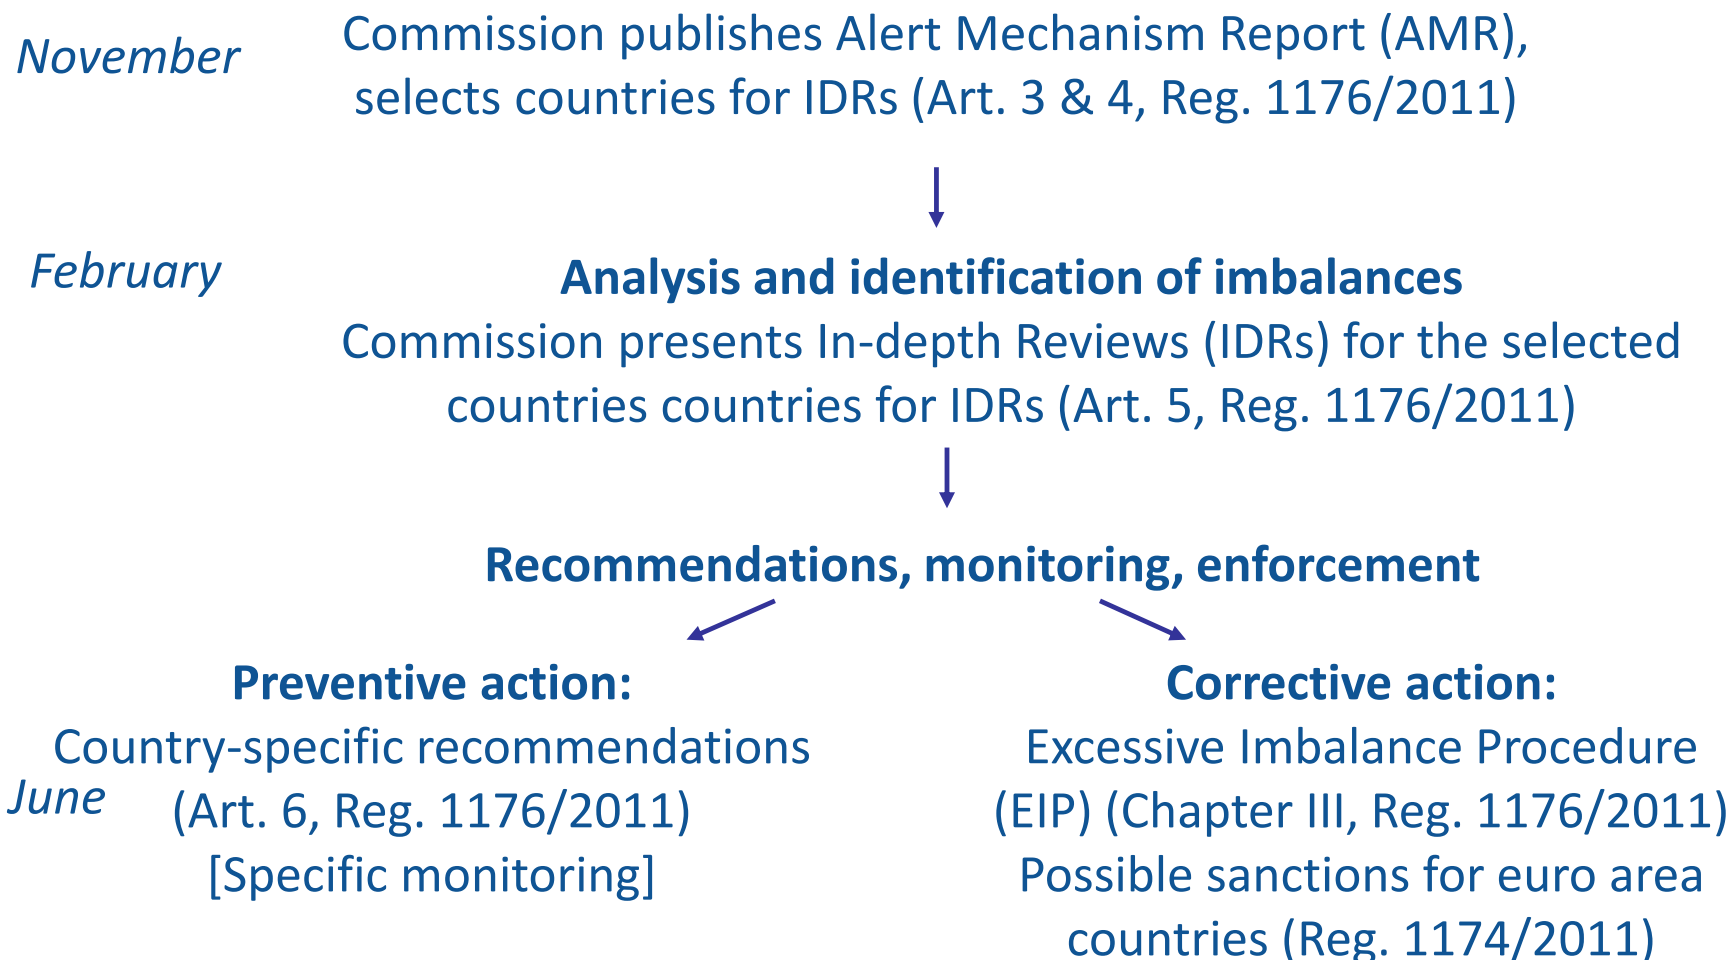 November
Commission publishes Alert Mechanism Report (AMR),
selects countries for IDRs (Art. 3 & 4, Reg. 1176/2011)
February
Analysis and identification of imbalances
Commission presents In-depth Reviews (IDRs) for the selected
countries countries for IDRs (Art. 5, Reg. 1176/2011)
Recommendations, monitoring, enforcement
Preventive action:
Country-specific recommendations
June
(Art. 6, Reg. 1176/2011)
[Specific monitoring]
Corrective action:
Excessive Imbalance Procedure
(EIP) (Chapter III, Reg. 1176/2011)
Possible sanctions for euro area
countries (Reg. 1174/2011)